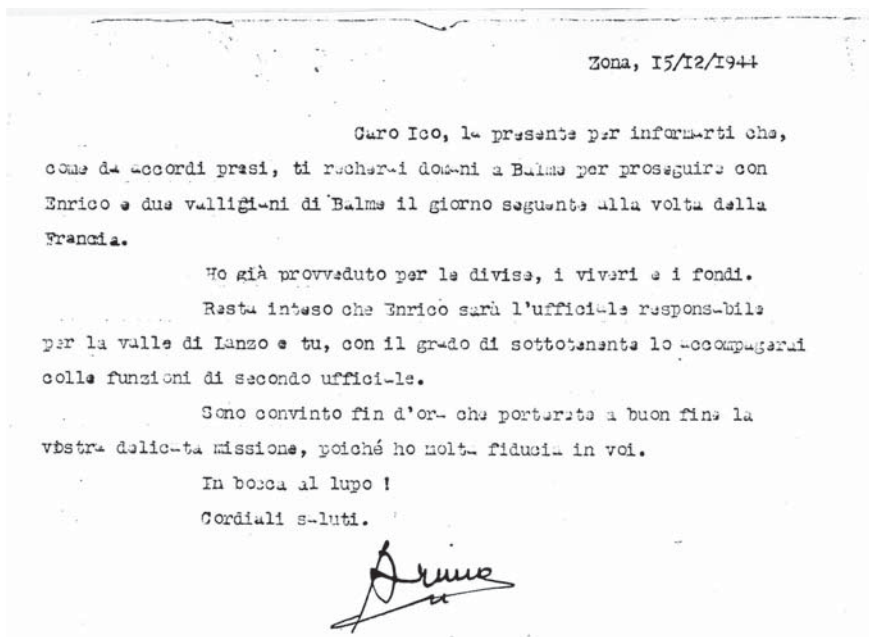 Zona, 15/12/1944
Caro Ico, la presente per informarti che,
come da accordi presi, ti recherai domani a Balme per proseguire con
Enrico e due valligiani di Balme il giorno seguente alla volta della
Francia.
Ho già provveduto per le divise, i viveri e i fondi.
Resta inteso che Enrico sarà l'ufficiale responsabile
per la valle di Lanzo e tu, con il grado di sottotenente lo accompagerai
colle funzioni di secondo ufficiale.
Sono convinto fin d'ora che porterete a buon fine la
vostra delicata missione, poiché ho molta fiducia in voi.
In bocca al lupo !
Cordiali saluti.